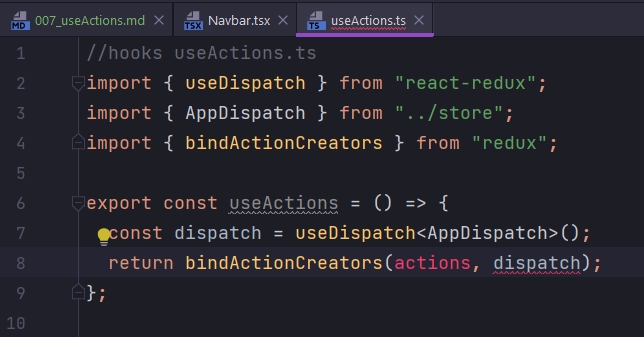 MD 007_useActions.md × TSX Navbar.tsx × TS useActions.ts ×
1 //hooks useActions.ts
2 import { useDispatch } from "react-redux";
3 import { AppDispatch } from "../store";
4 import { bindActionCreators } from "redux";
5
6 export const useActions = () => {
7 const dispatch = useDispatch<AppDispatch>();
8 return bindActionCreators(actions, dispatch);
9 };
10